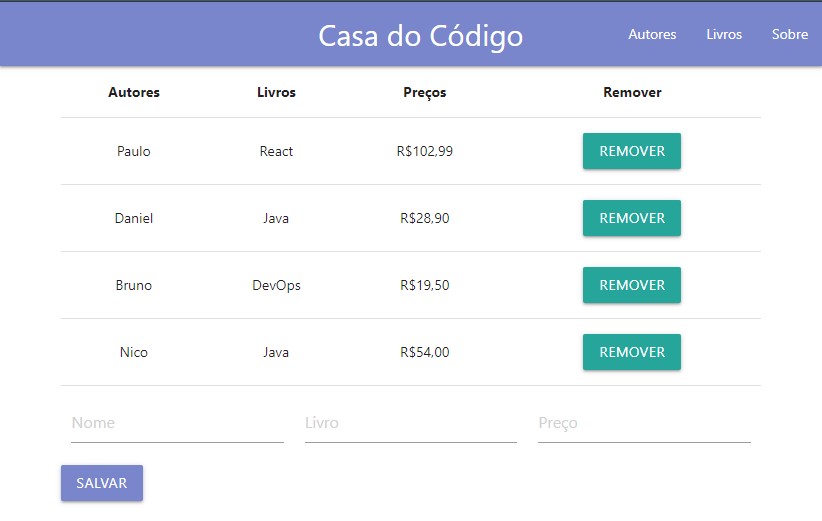 Casa do Código Autores Livros Sobre
Autores Livros Preços Remover
Paulo React R$102,99 REMOVER
Daniel Java R$28,90 REMOVER
Bruno DevOps R$19,50 REMOVER
Nico Java R$54,00 REMOVER
Nome Livro Preço
SALVAR